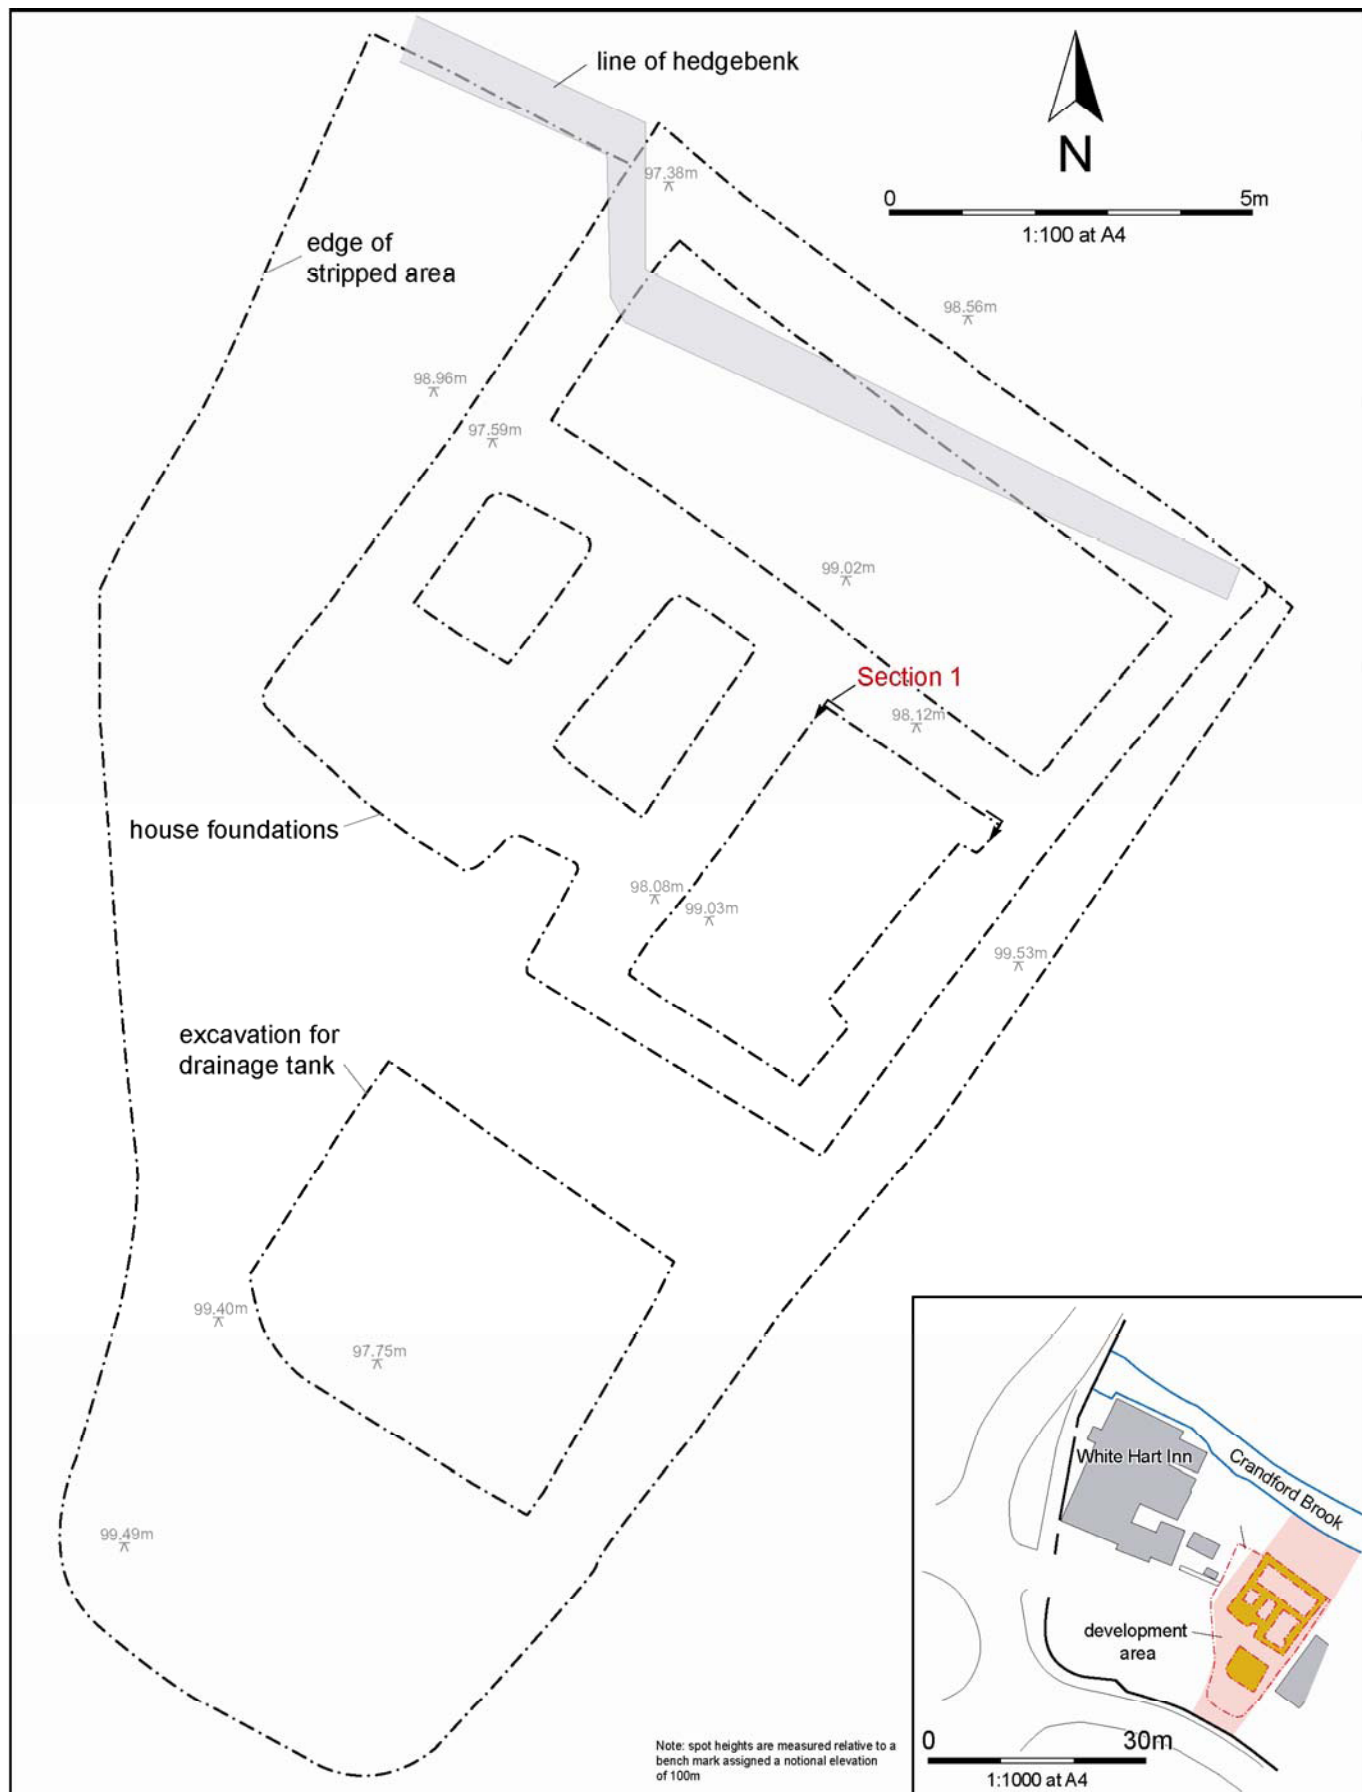 line of hedgebenk
N
0 5m
1:100 at A4
97.38m
edge of
stripped area
98.56m
98.96m
97.59m
99.02m
Section 1
98.12m
house foundations
98.08m
99.03m
99.53m
excavation for
drainage tank
99.40m
97.75m
99.49m
White Hart Inn
Crandford Brook
development
area
0 30m
1:1000 at A4
Note: spot heights are measured relative to a
bench mark assigned a notional elevation
of 100m